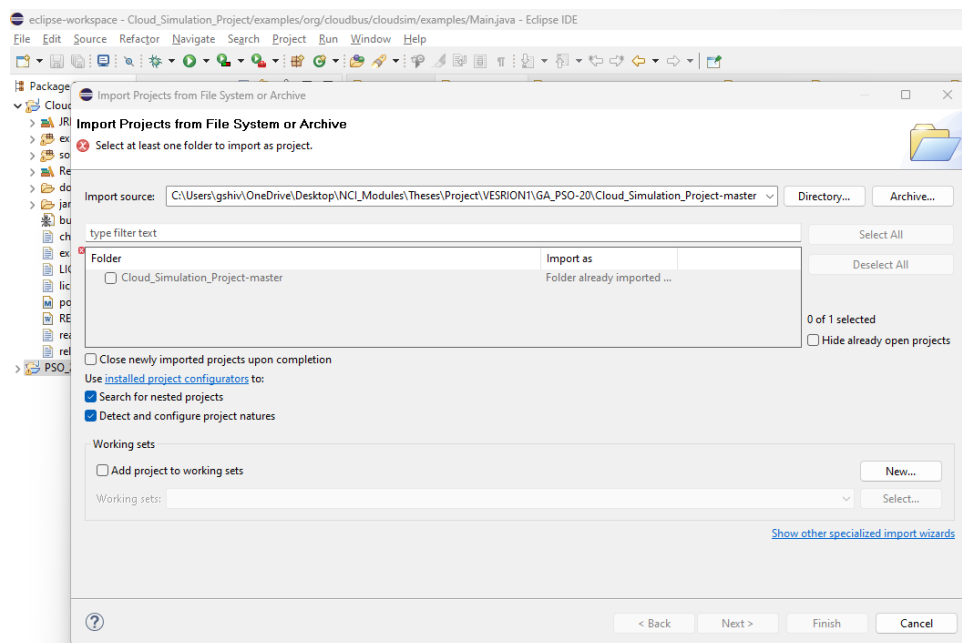 eclipse-workspace - Cloud_Simulation_Project/examples/org/cloudbus/cloudsim/examples/Main.java - Eclipse IDE
File Edit Source Refactor Navigate Search Project Run Window Help
Package
Import Projects from File System or Archive
Cloud
JR
ex
so
Re
do
jar
bu
ch
ex
LIC
lic
po
RE
rea
rel
PSO_
Import Projects from File System or Archive
Select at least one folder to import as project.
Import source: C:\Users\gshiv\OneDrive\Desktop\NCI_Modules\Theses\Project\VESRION1\GA_PSO-20\Cloud_Simulation_Project-master Directory... Archive...
type filter text Select All
Folder Import as Deselect All
Cloud_Simulation_Project-master Folder already imported ...
0 of 1 selected
Hide already open projects
Close newly imported projects upon completion
Use installed project configurators to:
Search for nested projects
Detect and configure project natures
Working sets
Add project to working sets New...
Working sets: Select...
Show other specialized import wizards
? < Back Next > Finish Cancel